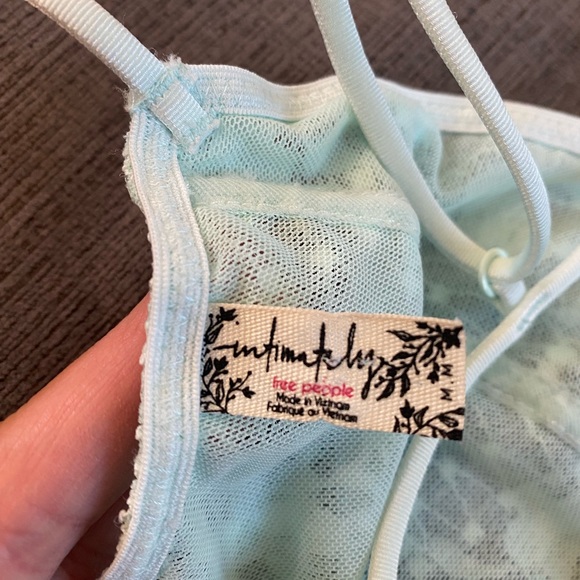 intimately
free people
Made in Vietnam
Fabriqué au Vietnam
M.M